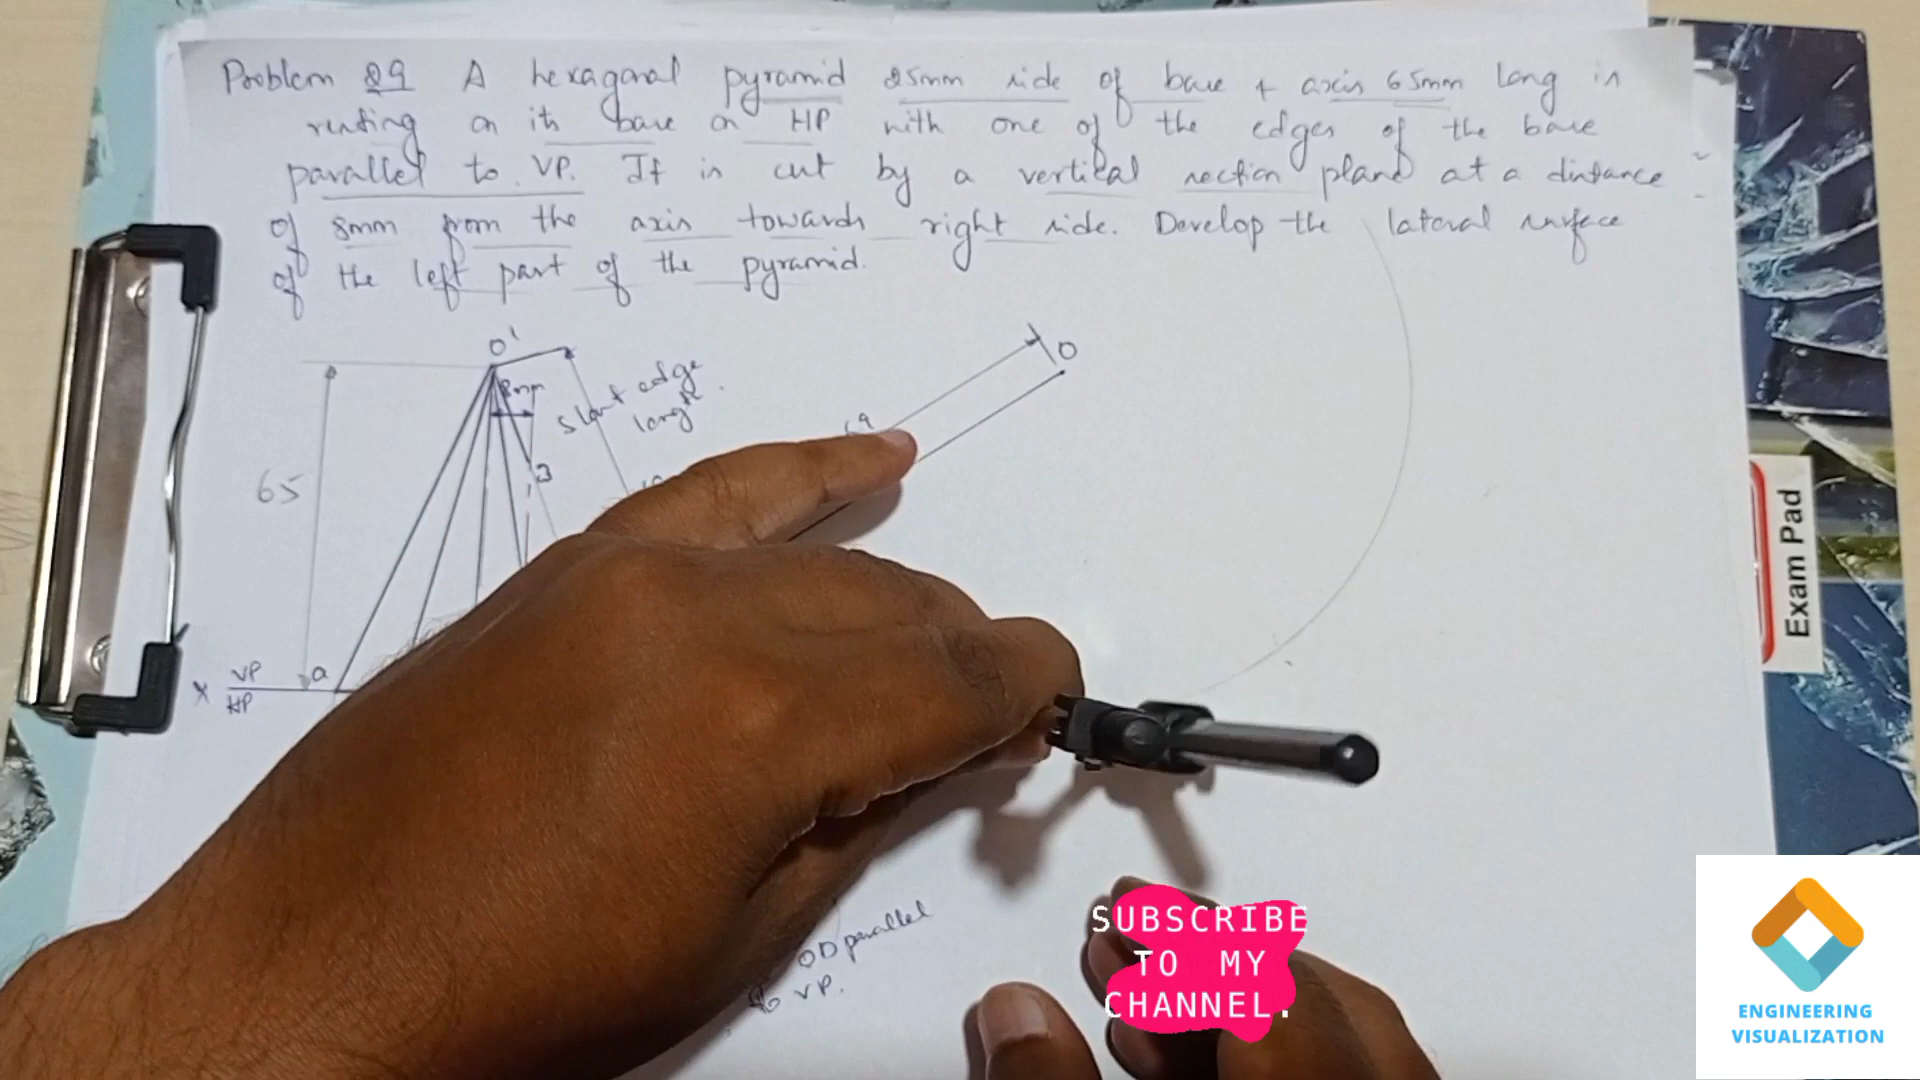 Problem 29 A hexagonal pyramid 25mm side of base & axis 65mm long is
resting on its base on HP with one of the edges of the base
parallel to VP. It is cut by a vertical section plane at a distance
of 8mm from the axis towards right side. Develop the lateral surface
of the left part of the pyramid.
O'
O
8mm
slant edge
length
69
3
65
VP
HP
X
a
OD parallel
to VP.
Exam Pad
SUBSCRIBE
TO MY
CHANNEL.
ENGINEERING
VISUALIZATION